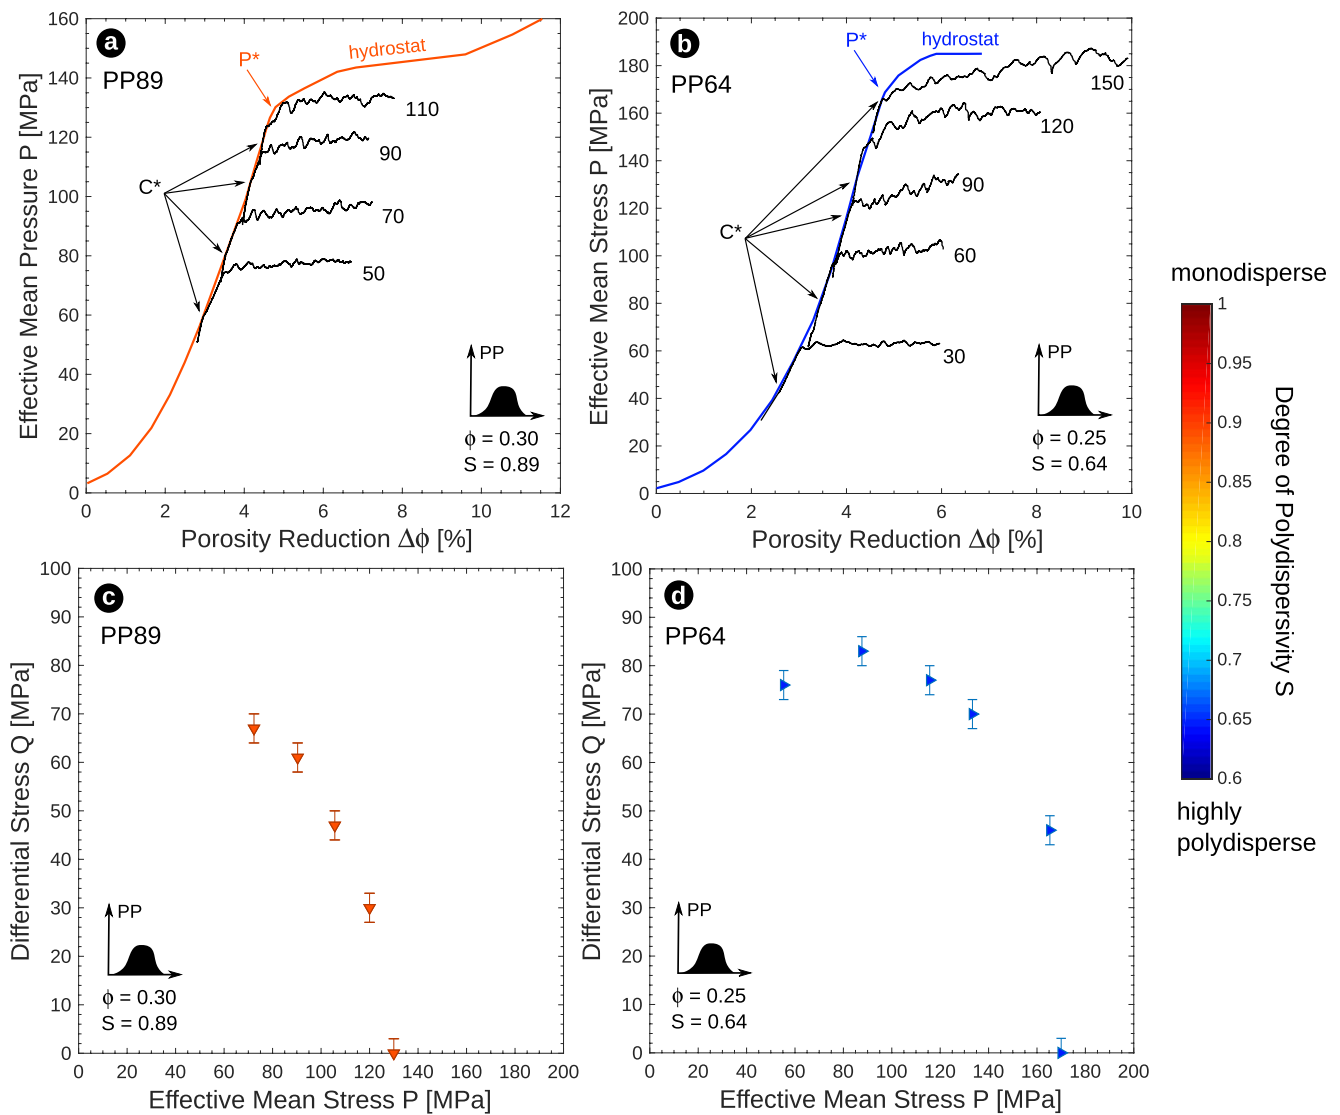 a
PP89
P*
hydrostat
C*
110
90
70
50
PP
ϕ = 0.30
S = 0.89
160
140
120
100
80
60
40
20
0
0 2 4 6 8 10 12
Effective Mean Pressure P [MPa]
Porosity Reduction Δϕ [%]
b
PP64
P*
hydrostat
C*
150
120
90
60
30
PP
ϕ = 0.25
S = 0.64
200
180
160
140
120
100
80
60
40
20
0
0 2 4 6 8 10
Effective Mean Stress P [MPa]
Porosity Reduction Δϕ [%]
c
PP89
PP
ϕ = 0.30
S = 0.89
100
90
80
70
60
50
40
30
20
10
0
0 20 40 60 80 100 120 140 160 180 200
Differential Stress Q [MPa]
Effective Mean Stress P [MPa]
d
PP64
PP
ϕ = 0.25
S = 0.64
100
90
80
70
60
50
40
30
20
10
0
0 20 40 60 80 100 120 140 160 180 200
Differential Stress Q [MPa]
Effective Mean Stress P [MPa]
monodisperse
1
0.95
0.9
0.85
0.8
0.75
0.7
0.65
0.6
Degree of Polydispersivity S
highly
polydisperse